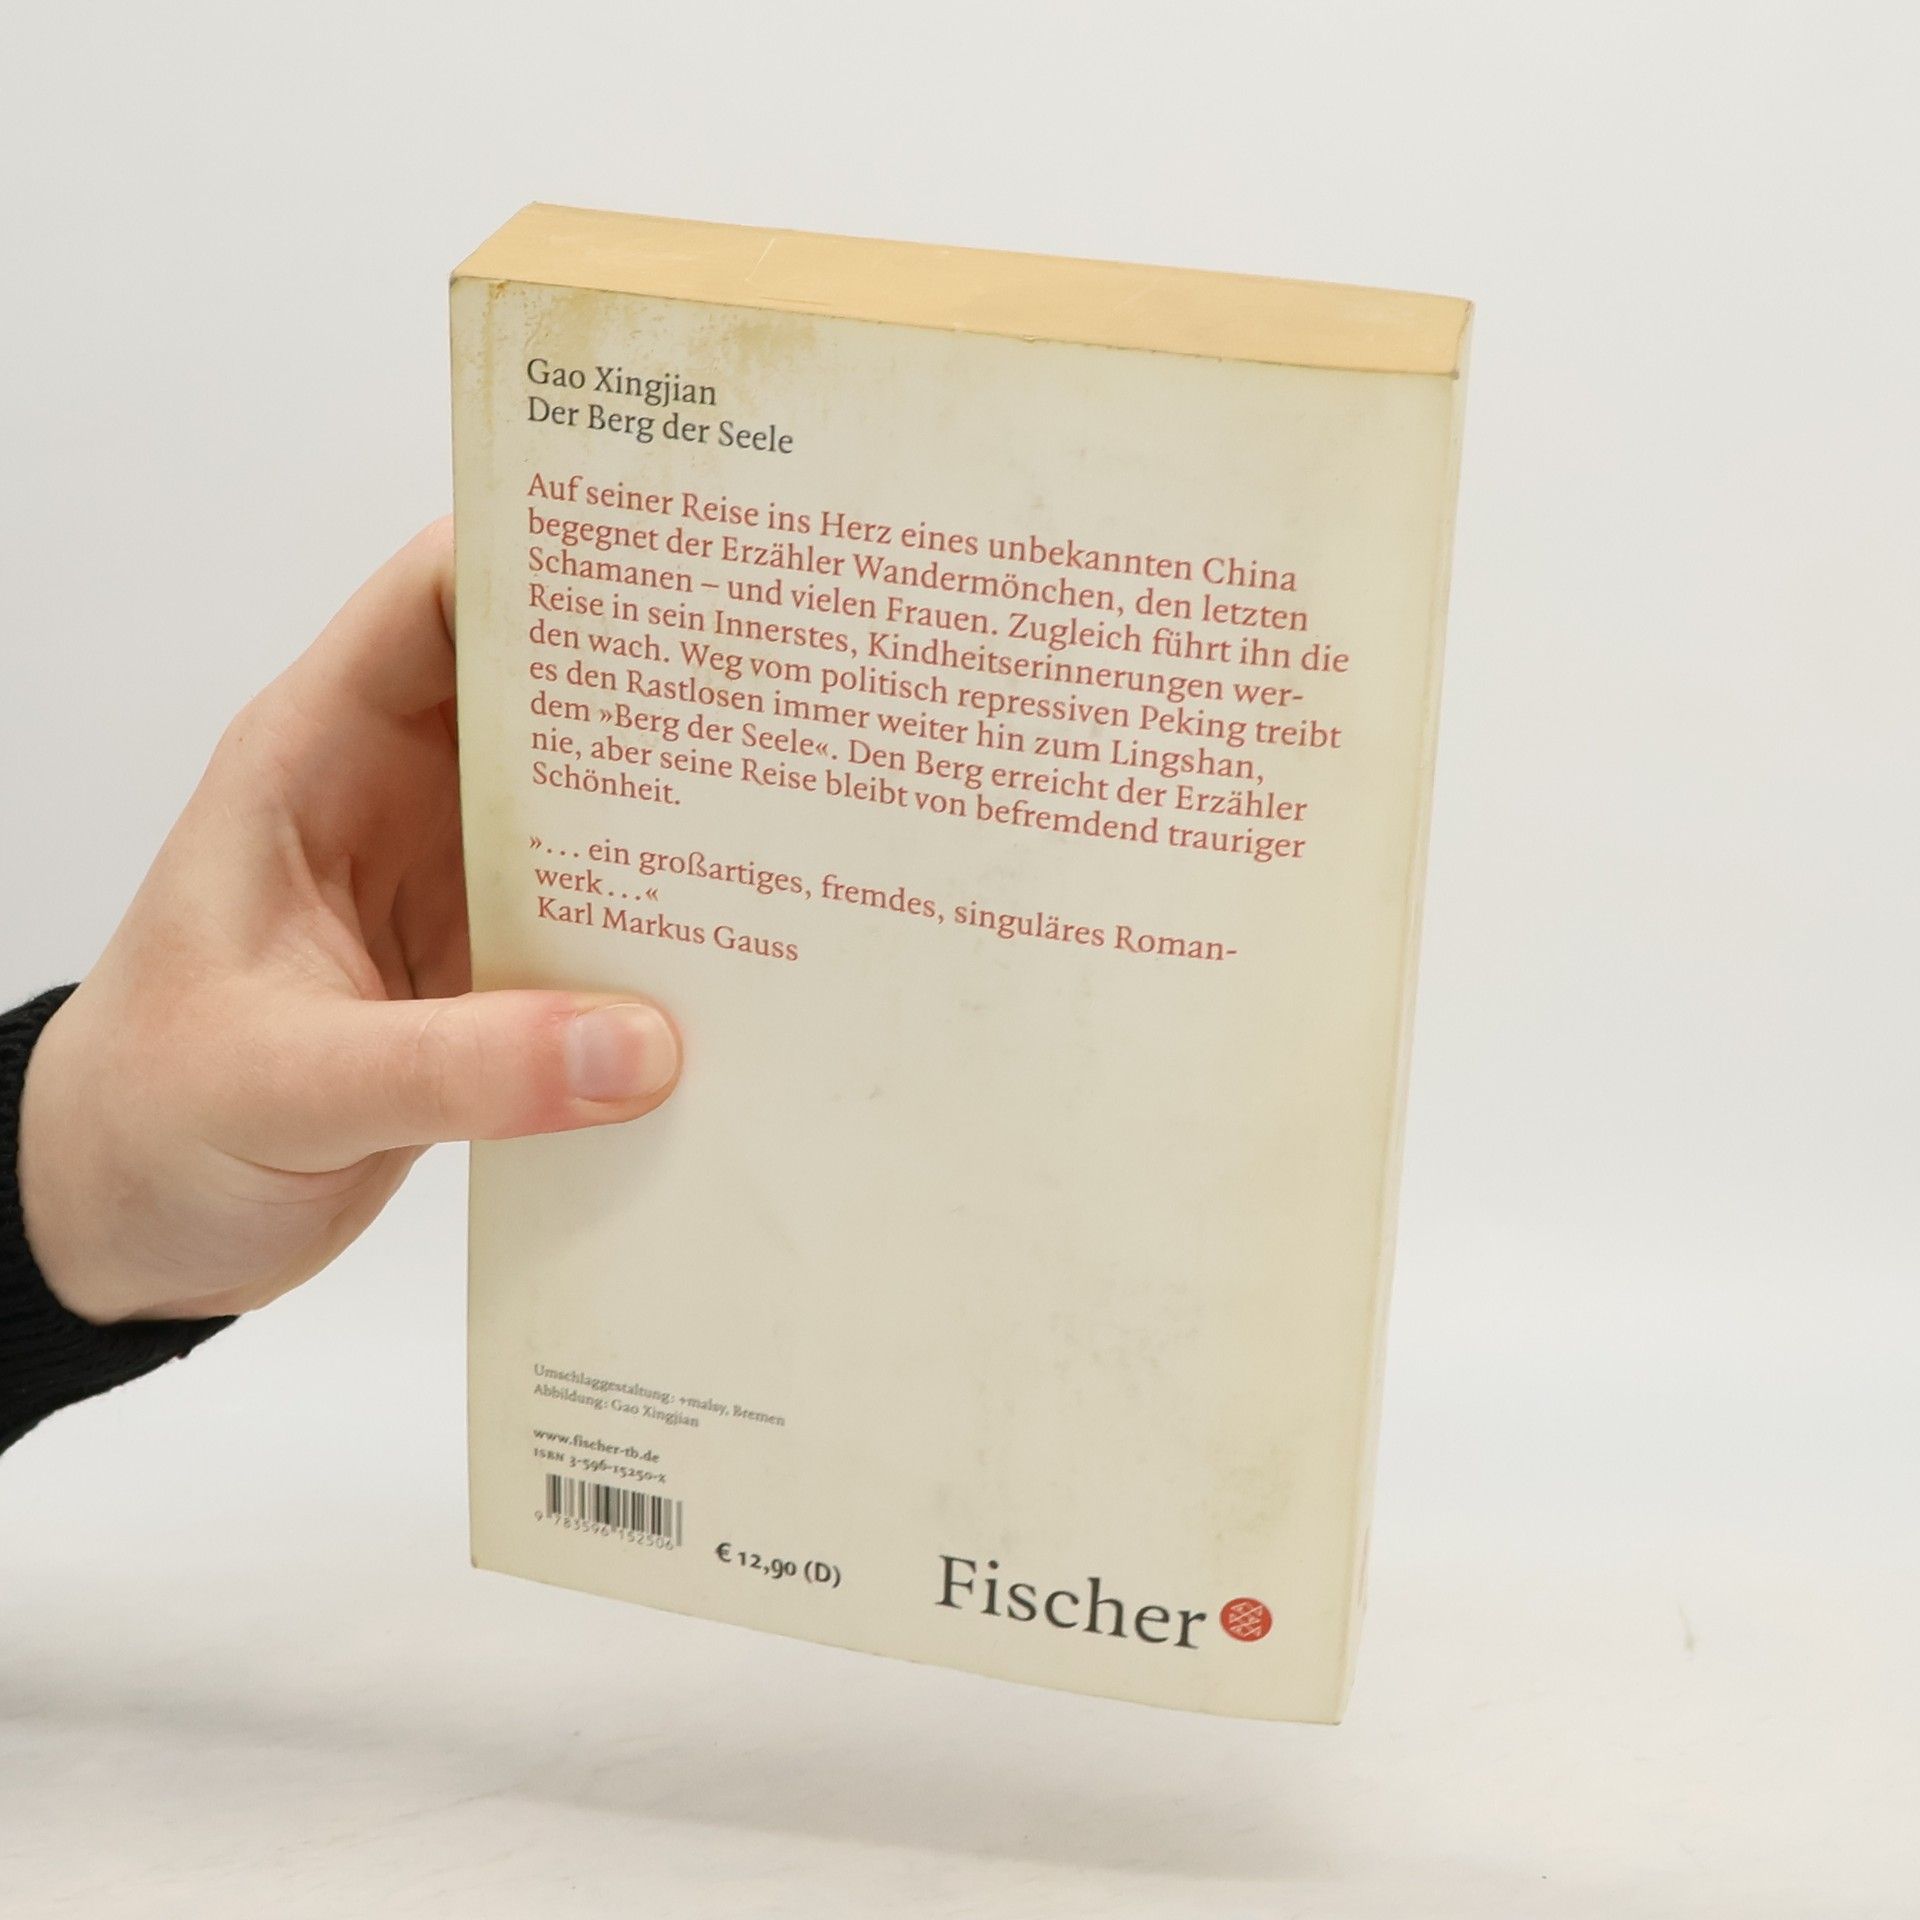 Gao Xingjian
Der Berg der Seele
Auf seiner Reise ins Herz eines unbekannten China
begegnet der Erzähler Wandermönchen, den letzten
Schamanen – und vielen Frauen. Zugleich führt ihn die
Reise in sein Innerstes, Kindheitserinnerungen wer-
den wach. Weg vom politisch repressiven Peking treibt
es den Rastlosen immer weiter hin zum Lingshan,
dem »Berg der Seele«. Den Berg erreicht der Erzähler
nie, aber seine Reise bleibt von befremdend trauriger
Schönheit.
»... ein großartiges, fremdes, singuläres Roman-
werk...«
Karl Markus Gauss
Umschlaggestaltung: +malsy, Bremen
Abbildung: Gao Xingjian
www.fischer-tb.de
ISBN 3-596-15250-x
9 783596 152506
€ 12,90 (D)
Fischer